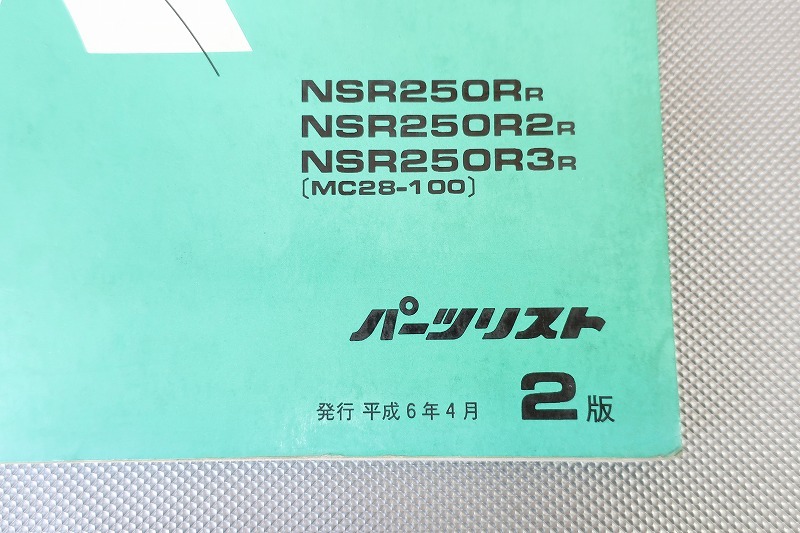 NSR250RR
NSR250R2R
NSR250R3R
〔MC28-100〕
パーツリスト
発行 平成6年4月 2版